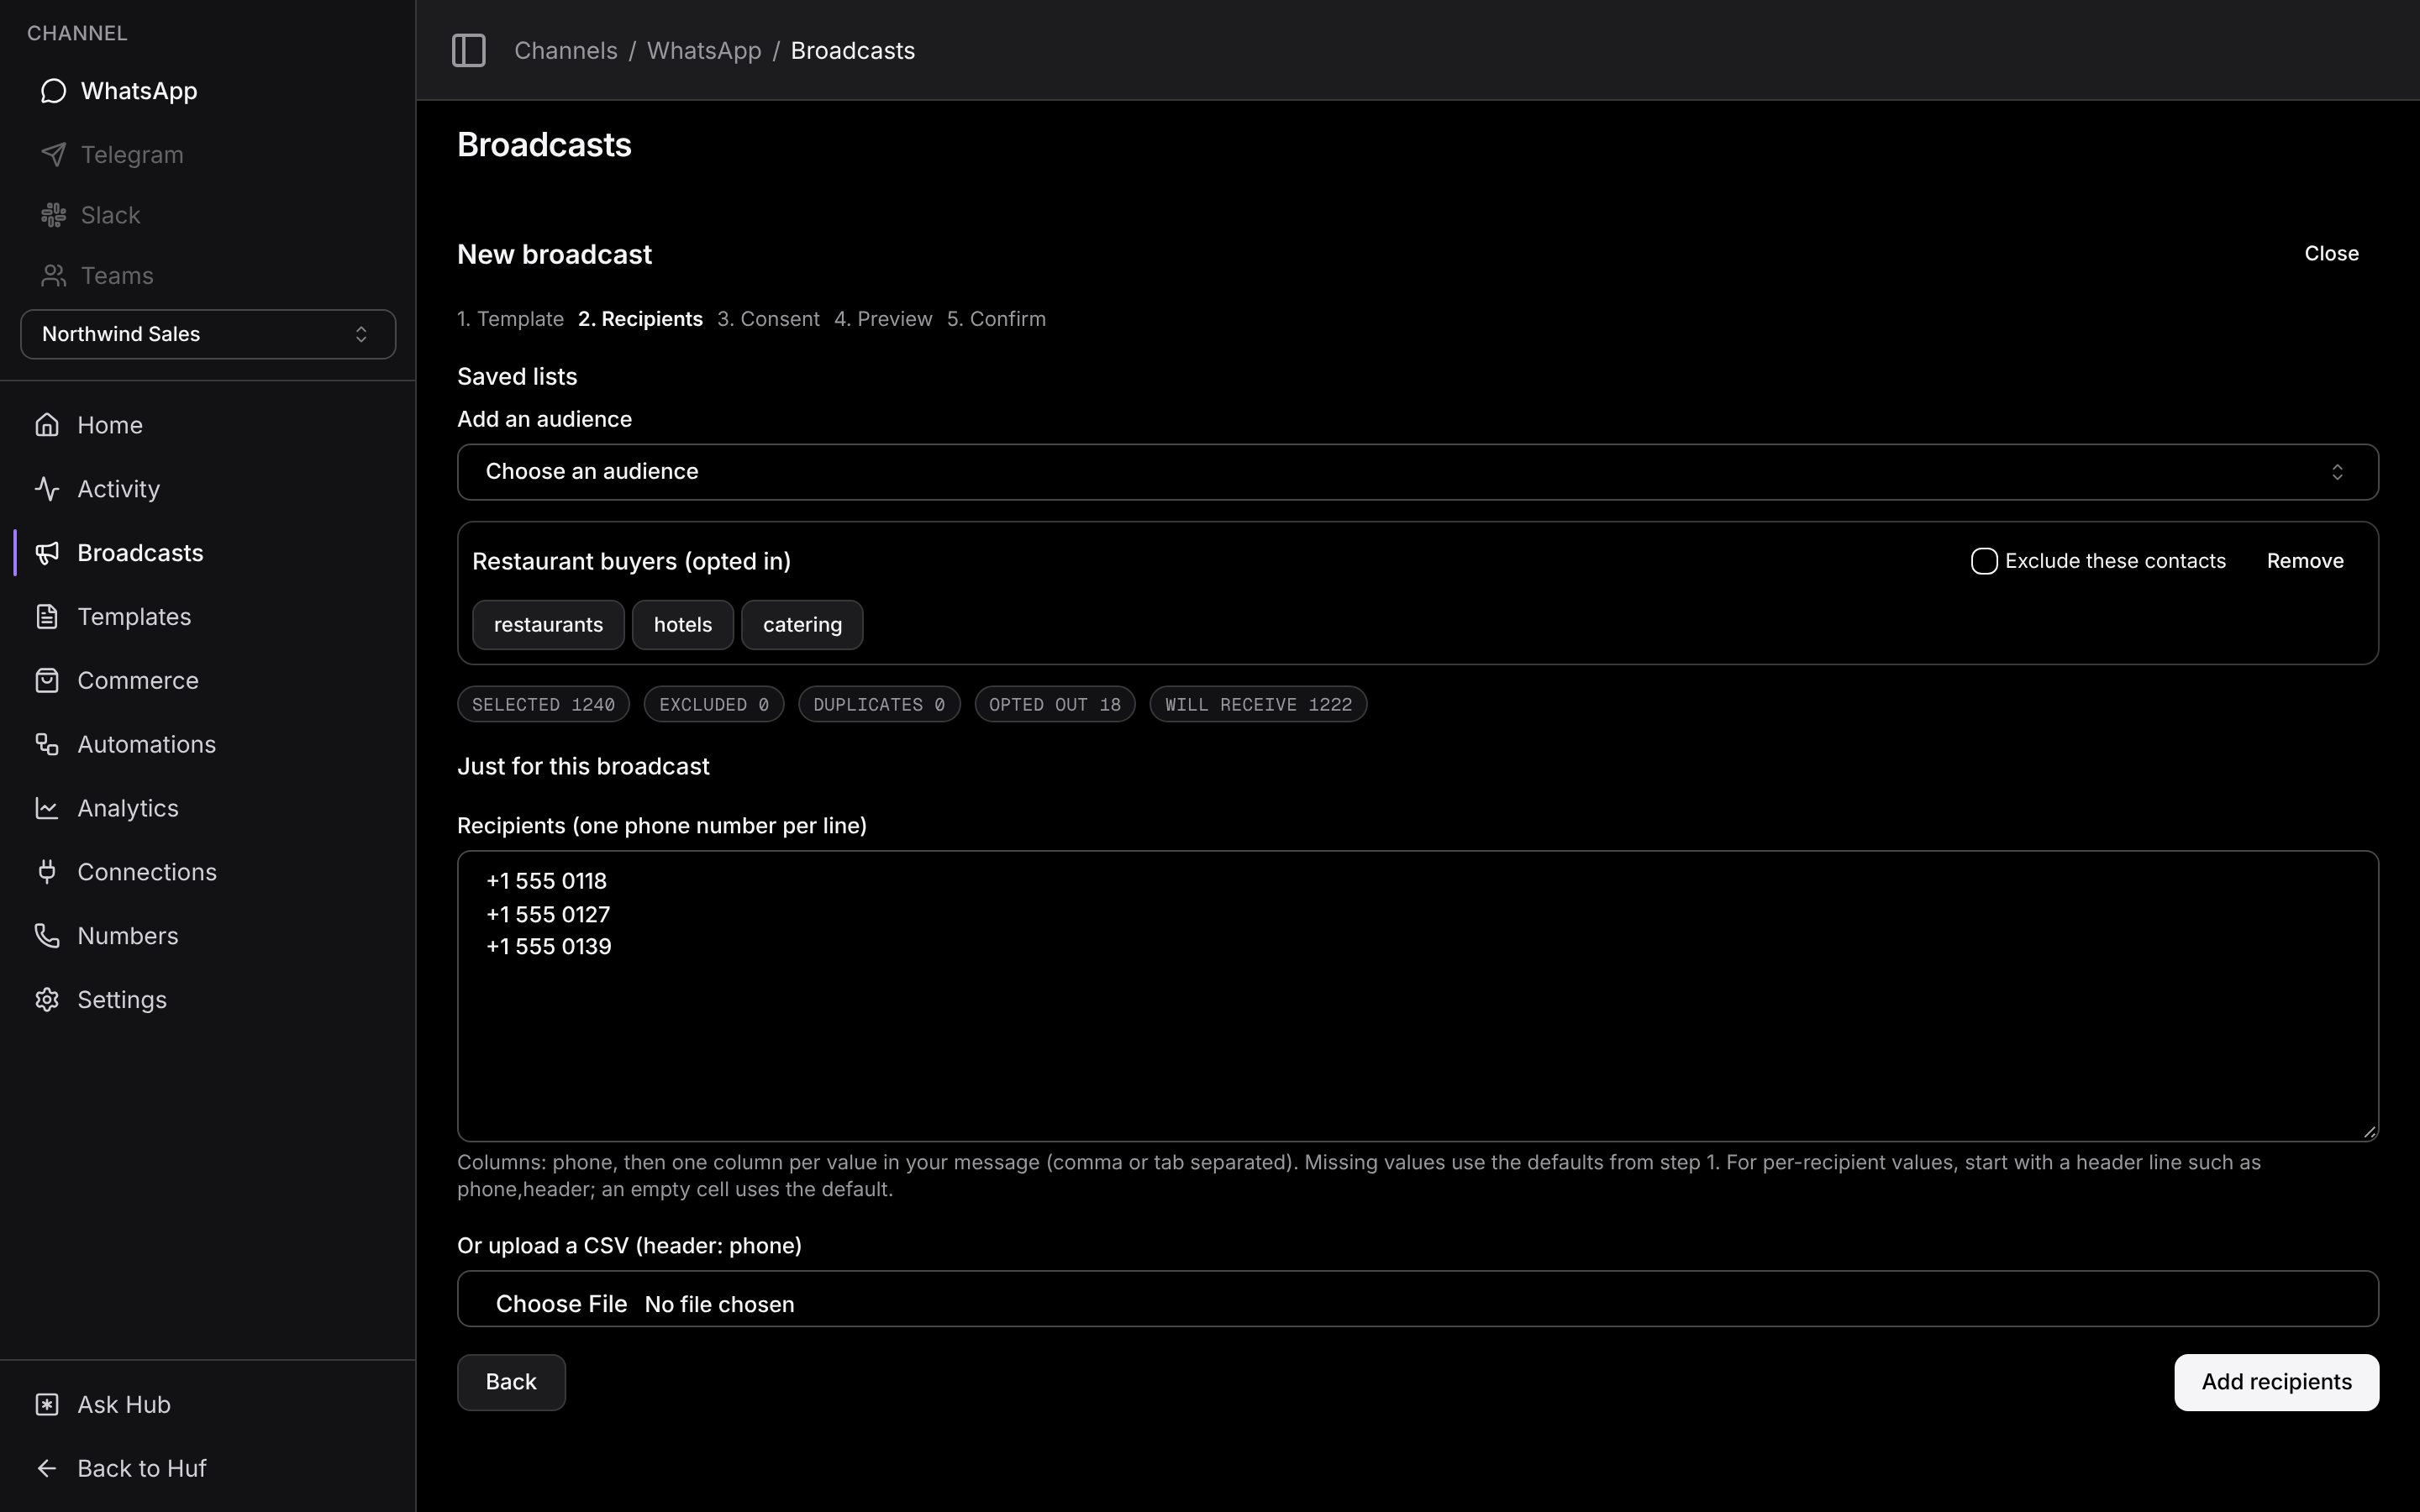 CHANNEL
WhatsApp
Telegram
Slack
Teams
Northwind Sales
Home
Activity
Broadcasts
Templates
Commerce
Automations
Analytics
Connections
Numbers
Settings
Ask Hub
Back to Huf
Channels / WhatsApp / Broadcasts
Broadcasts
New broadcast
Close
1. Template 2. Recipients 3. Consent 4. Preview 5. Confirm
Saved lists
Add an audience
Choose an audience
Restaurant buyers (opted in)
Exclude these contacts
Remove
restaurants hotels catering
SELECTED 1240 EXCLUDED 0 DUPLICATES 0 OPTED OUT 18 WILL RECEIVE 1222
Just for this broadcast
Recipients (one phone number per line)
+1 555 0118
+1 555 0127
+1 555 0139
Columns: phone, then one column per value in your message (comma or tab separated). Missing values use the defaults from step 1. For per-recipient values, start with a header line such as
phone,header; an empty cell uses the default.
Or upload a CSV (header: phone)
Choose File No file chosen
Back
Add recipients